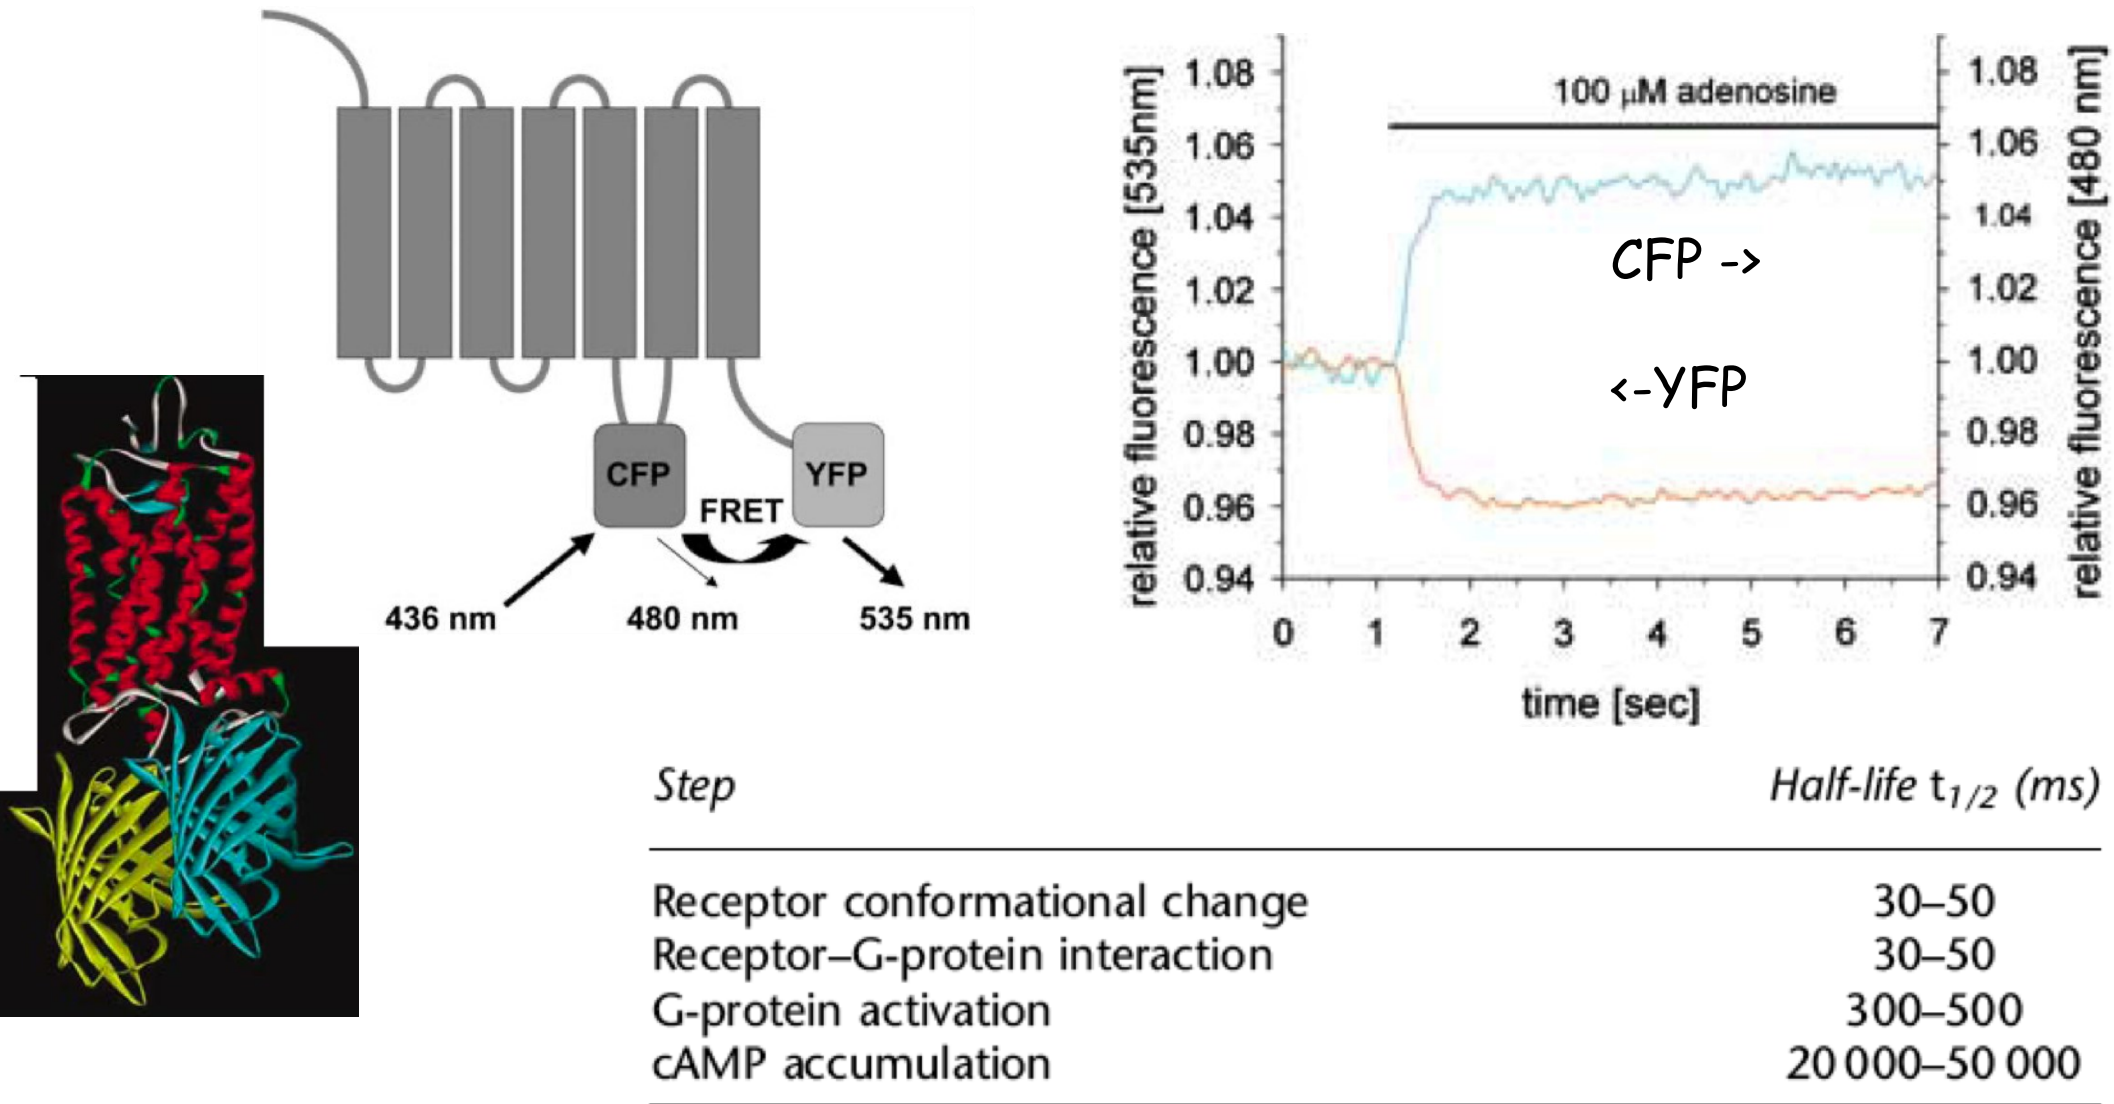 CFP
YFP
FRET
436 nm
480 nm
535 nm
relative fluorescence [535nm]
1.08
1.06
1.04
1.02
1.00
0.98
0.96
0.94
100 µM adenosine
CFP ->
<-YFP
1.08
1.06
1.04
1.02
1.00
0.98
0.96
0.94
relative fluorescence [480 nm]
0 1 2 3 4 5 6 7
time [sec]
Step Half-life t1/2 (ms)
Receptor conformational change 30–50
Receptor–G-protein interaction 30–50
G-protein activation 300–500
cAMP accumulation 20 000–50 000